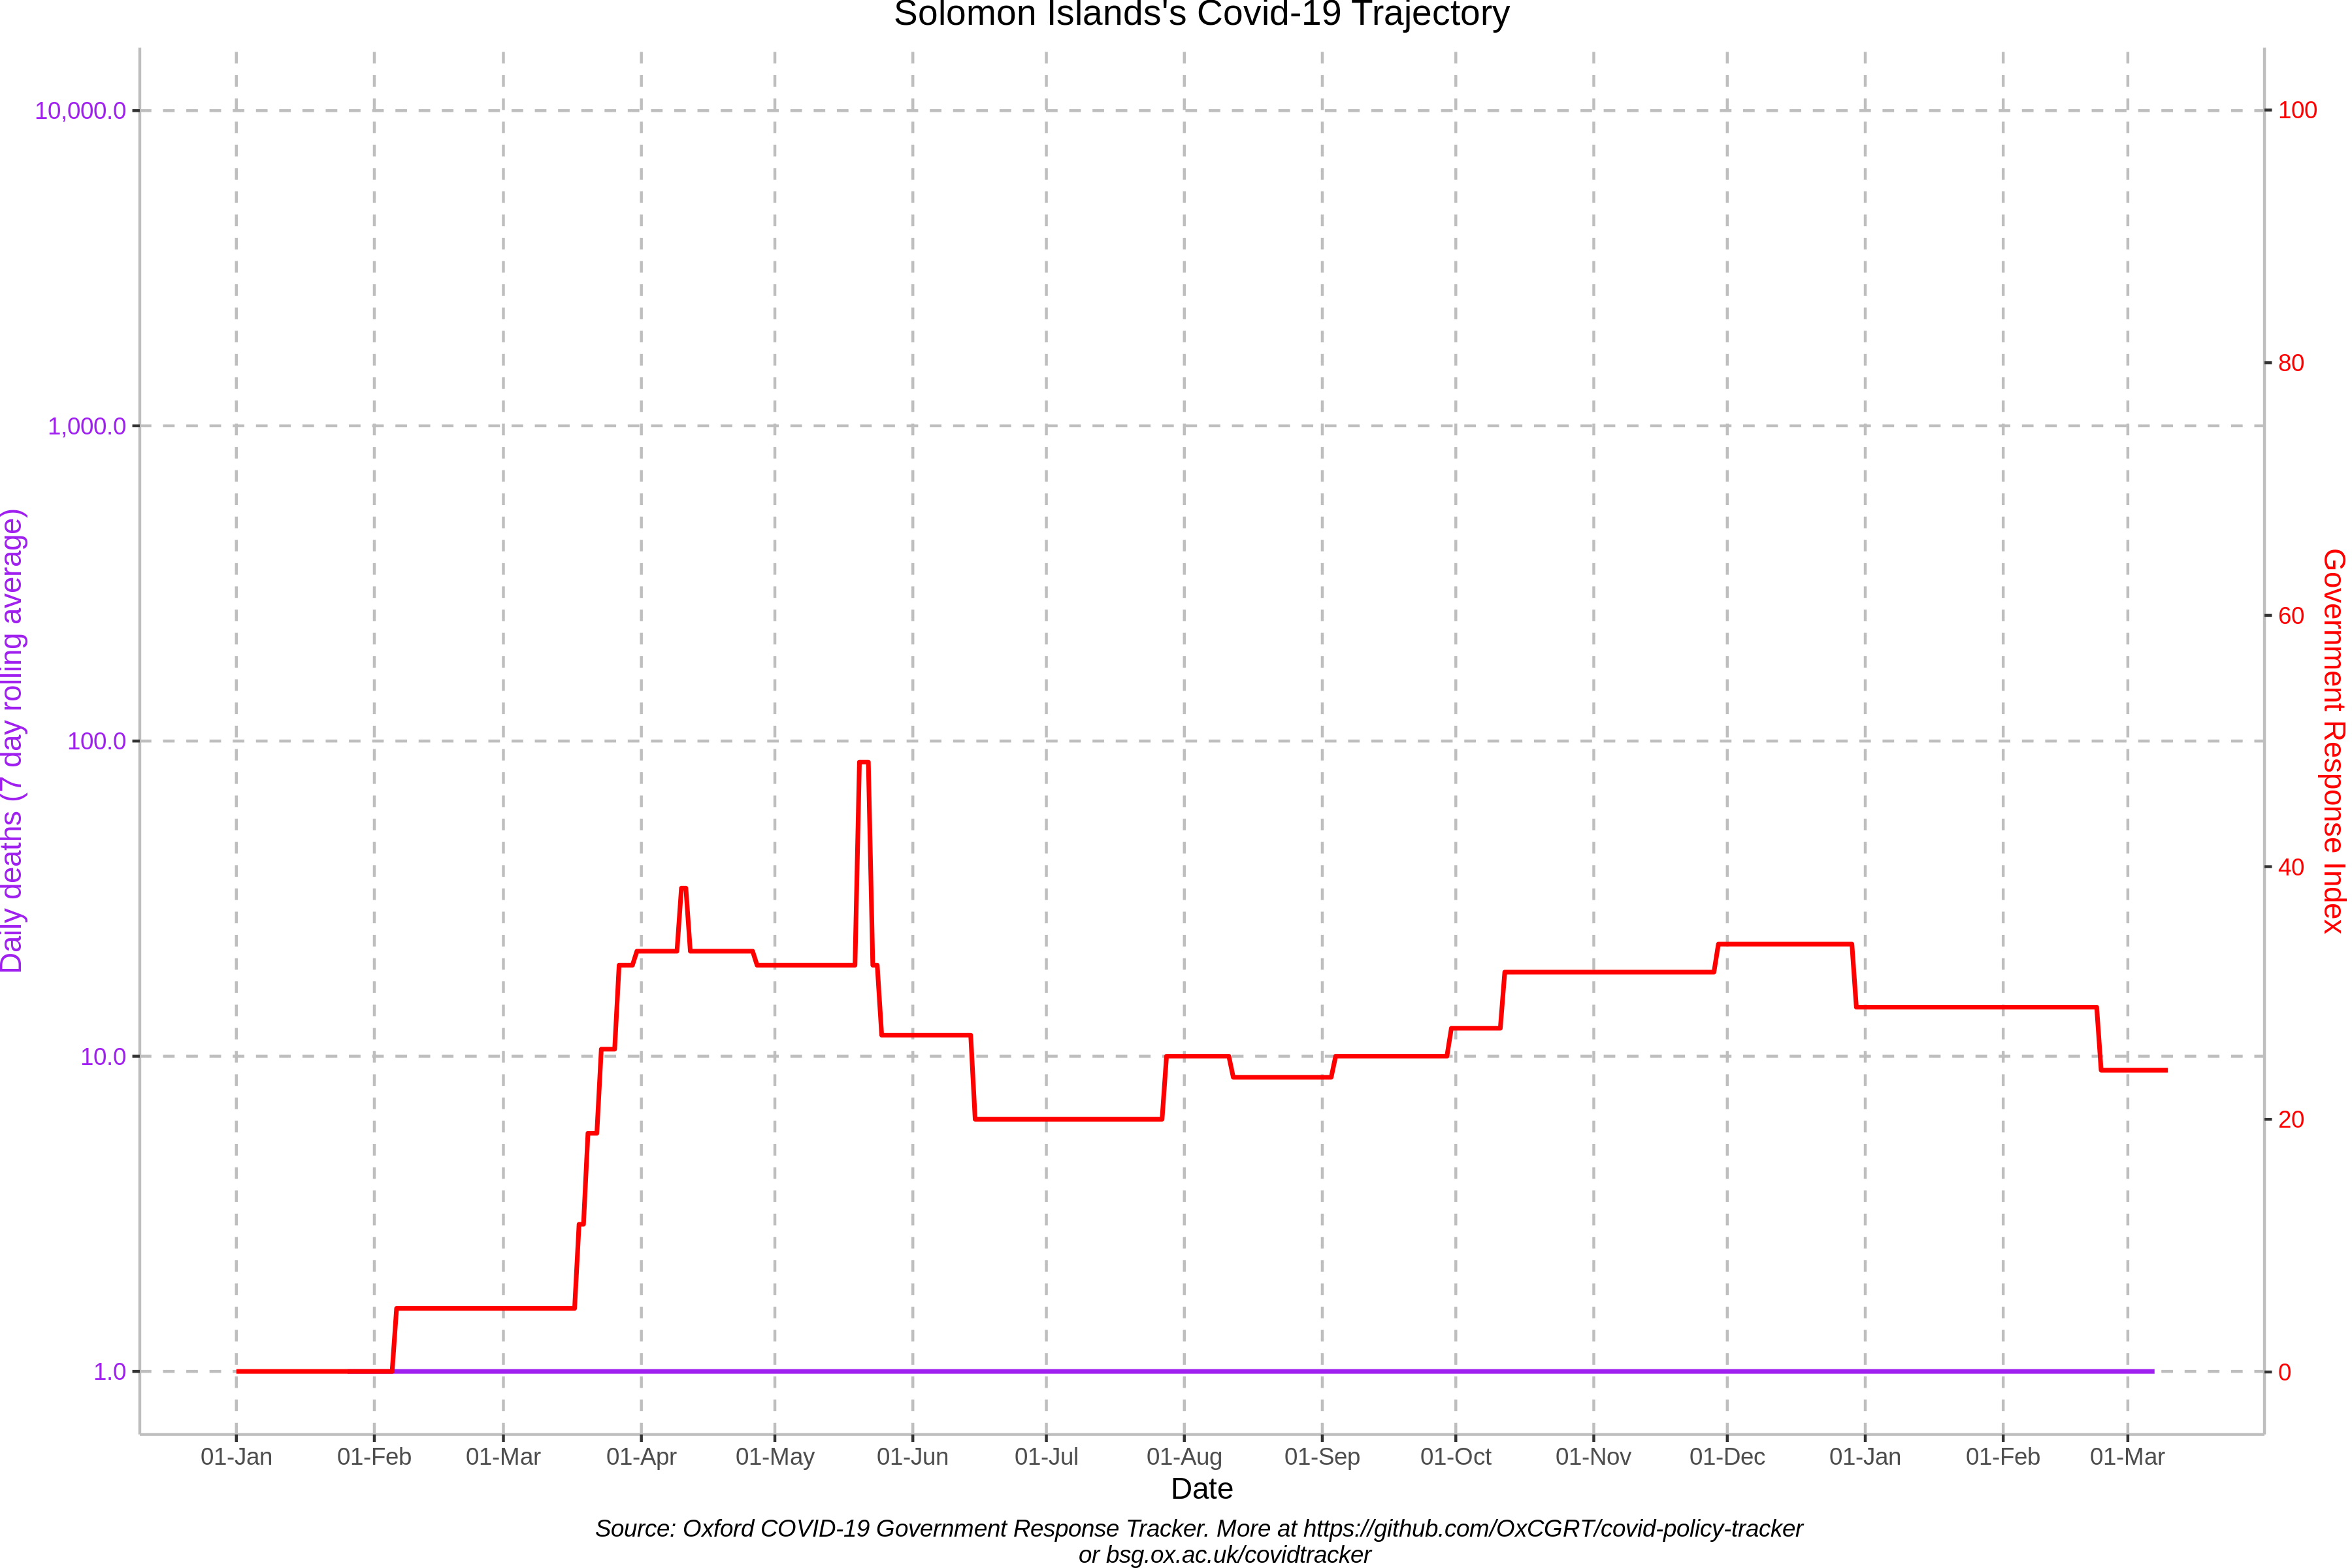 Solomon Islands's Covid-19 Trajectory
10,000.0
1,000.0
100.0
10.0
1.0
Daily deaths (7 day rolling average)
100
80
60
40
20
0
Government Response Index
01-Jan 01-Feb 01-Mar 01-Apr 01-May 01-Jun 01-Jul 01-Aug 01-Sep 01-Oct 01-Nov 01-Dec 01-Jan 01-Feb 01-Mar
Date
Source: Oxford COVID-19 Government Response Tracker. More at https://github.com/OxCGRT/covid-policy-tracker
or bsg.ox.ac.uk/covidtracker